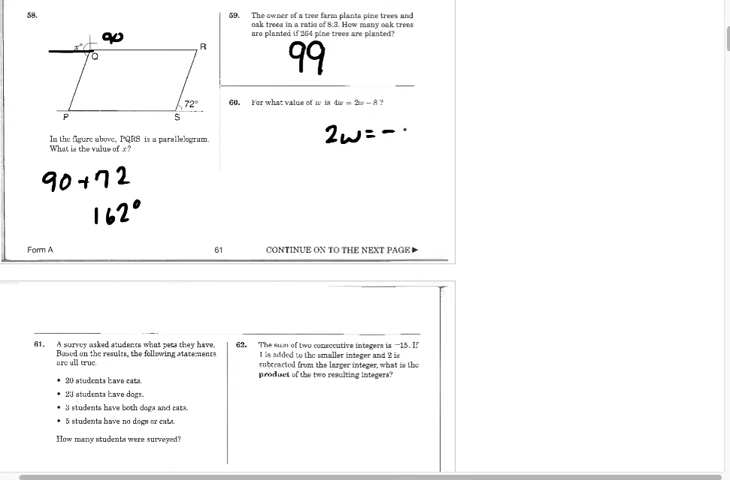 58.
90
x°
Q
R
72°
P
S
In the figure above, PQRS is a parallelogram.
What is the value of x?
90+72
162°
59. The owner of a tree farm plants pine trees and
oak trees in a ratio of 8:3. How many oak trees
are planted if 264 pine trees are planted?
99
60. For what value of w is 4w = 2w − 8?
2w = -
Form A
61
CONTINUE ON TO THE NEXT PAGE ▶
61. A survey asked students what pets they have.
Based on the results, the following statements
are all true.
• 20 students have cats.
• 23 students have dogs.
• 3 students have both dogs and cats.
• 5 students have no dogs or cats.
How many students were surveyed?
62. The sum of two consecutive integers is −15. If
1 is added to the smaller integer and 2 is
subtracted from the larger integer, what is the
product of the two resulting integers?